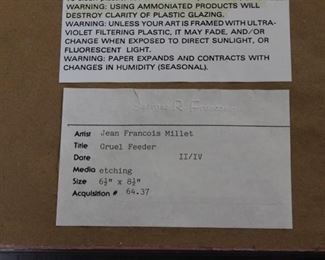 WARNING: USING AMMONIATED PRODUCTS WILL
DESTROY CLARITY OF PLASTIC GLAZING.
WARNING: UNLESS YOUR ART IS FRAMED WITH ULTRA-
VIOLET FILTERING PLASTIC, IT MAY FADE, AND/OR
CHANGE WHEN EXPOSED TO DIRECT SUNLIGHT, OR
FLUORESCENT LIGHT.
WARNING: PAPER EXPANDS AND CONTRACTS WITH
CHANGES IN HUMIDITY (SEASONAL).
R.
Artist Jean Francois Millet
Title Gruel Feeder
Date II/IV
Media etching
Size 6½" x 8½"
Acquisition # 64.37